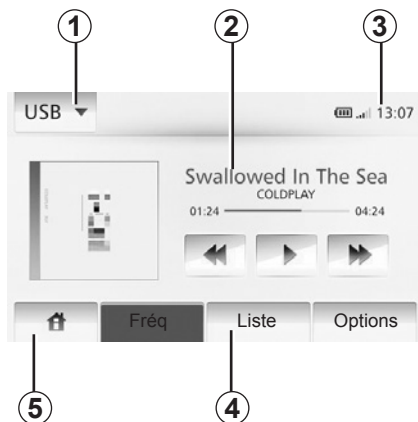 1 2 3
USB 13:07
Swallowed In The Sea
COLDPLAY
01:24 04:24
Fréq Liste Options
5 4